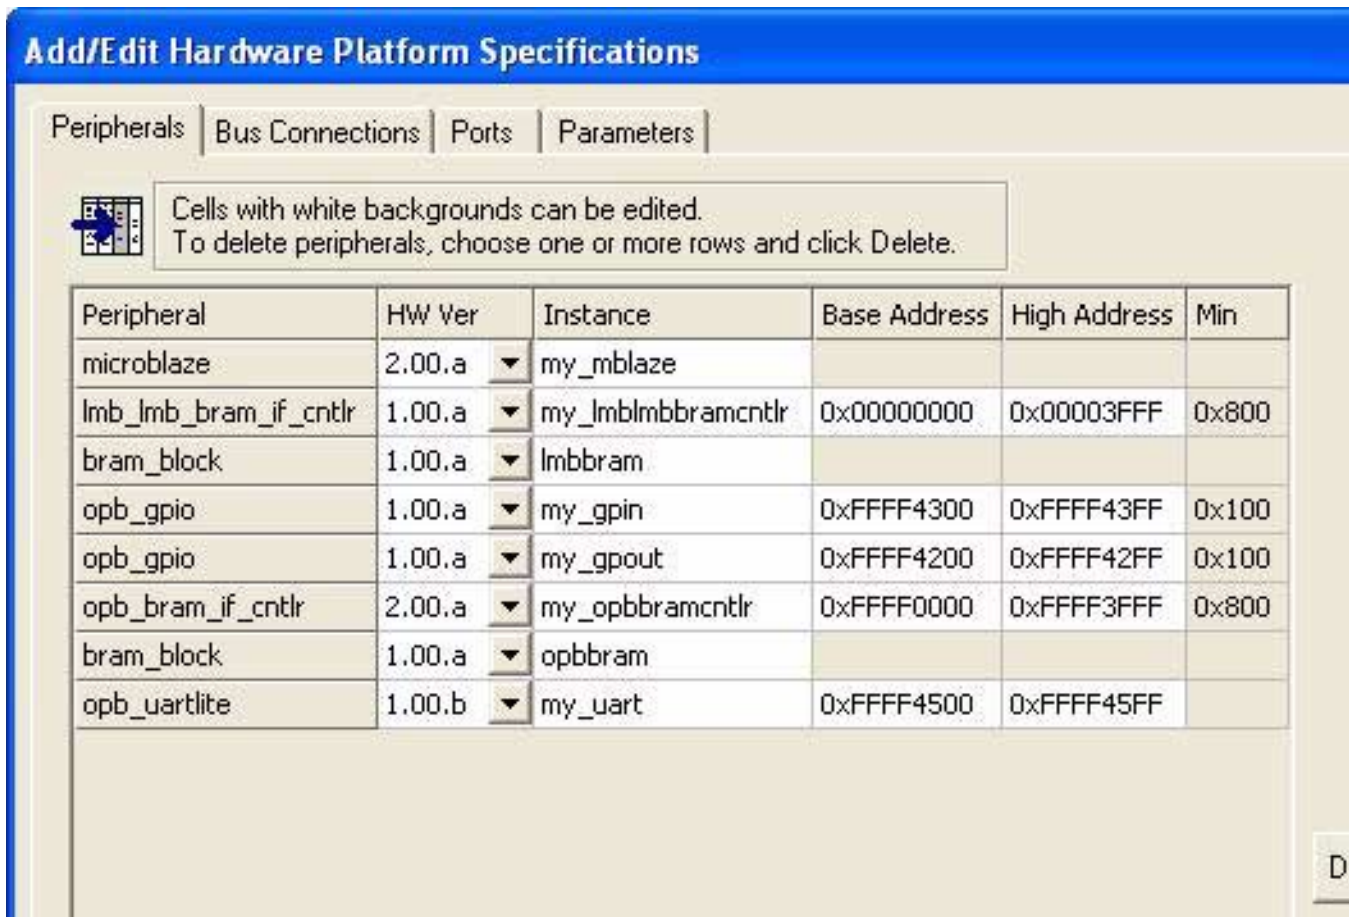 Add/Edit Hardware Platform Specifications
Peripherals Bus Connections Ports Parameters
Cells with white backgrounds can be edited.
To delete peripherals, choose one or more rows and click Delete.
Peripheral HW Ver Instance Base Address High Address Min
microblaze 2.00.a my_mblaze
lmb_lmb_bram_if_cntlr 1.00.a my_lmblmbbramcntlr 0x00000000 0x00003FFF 0x800
bram_block 1.00.a lmbbram
opb_gpio 1.00.a my_gpin 0xFFFF4300 0xFFFF43FF 0x100
opb_gpio 1.00.a my_gpout 0xFFFF4200 0xFFFF42FF 0x100
opb_bram_if_cntlr 2.00.a my_opbbramcntlr 0xFFFF0000 0xFFFF3FFF 0x800
bram_block 1.00.a opbbram
opb_uartlite 1.00.b my_uart 0xFFFF4500 0xFFFF45FF
D